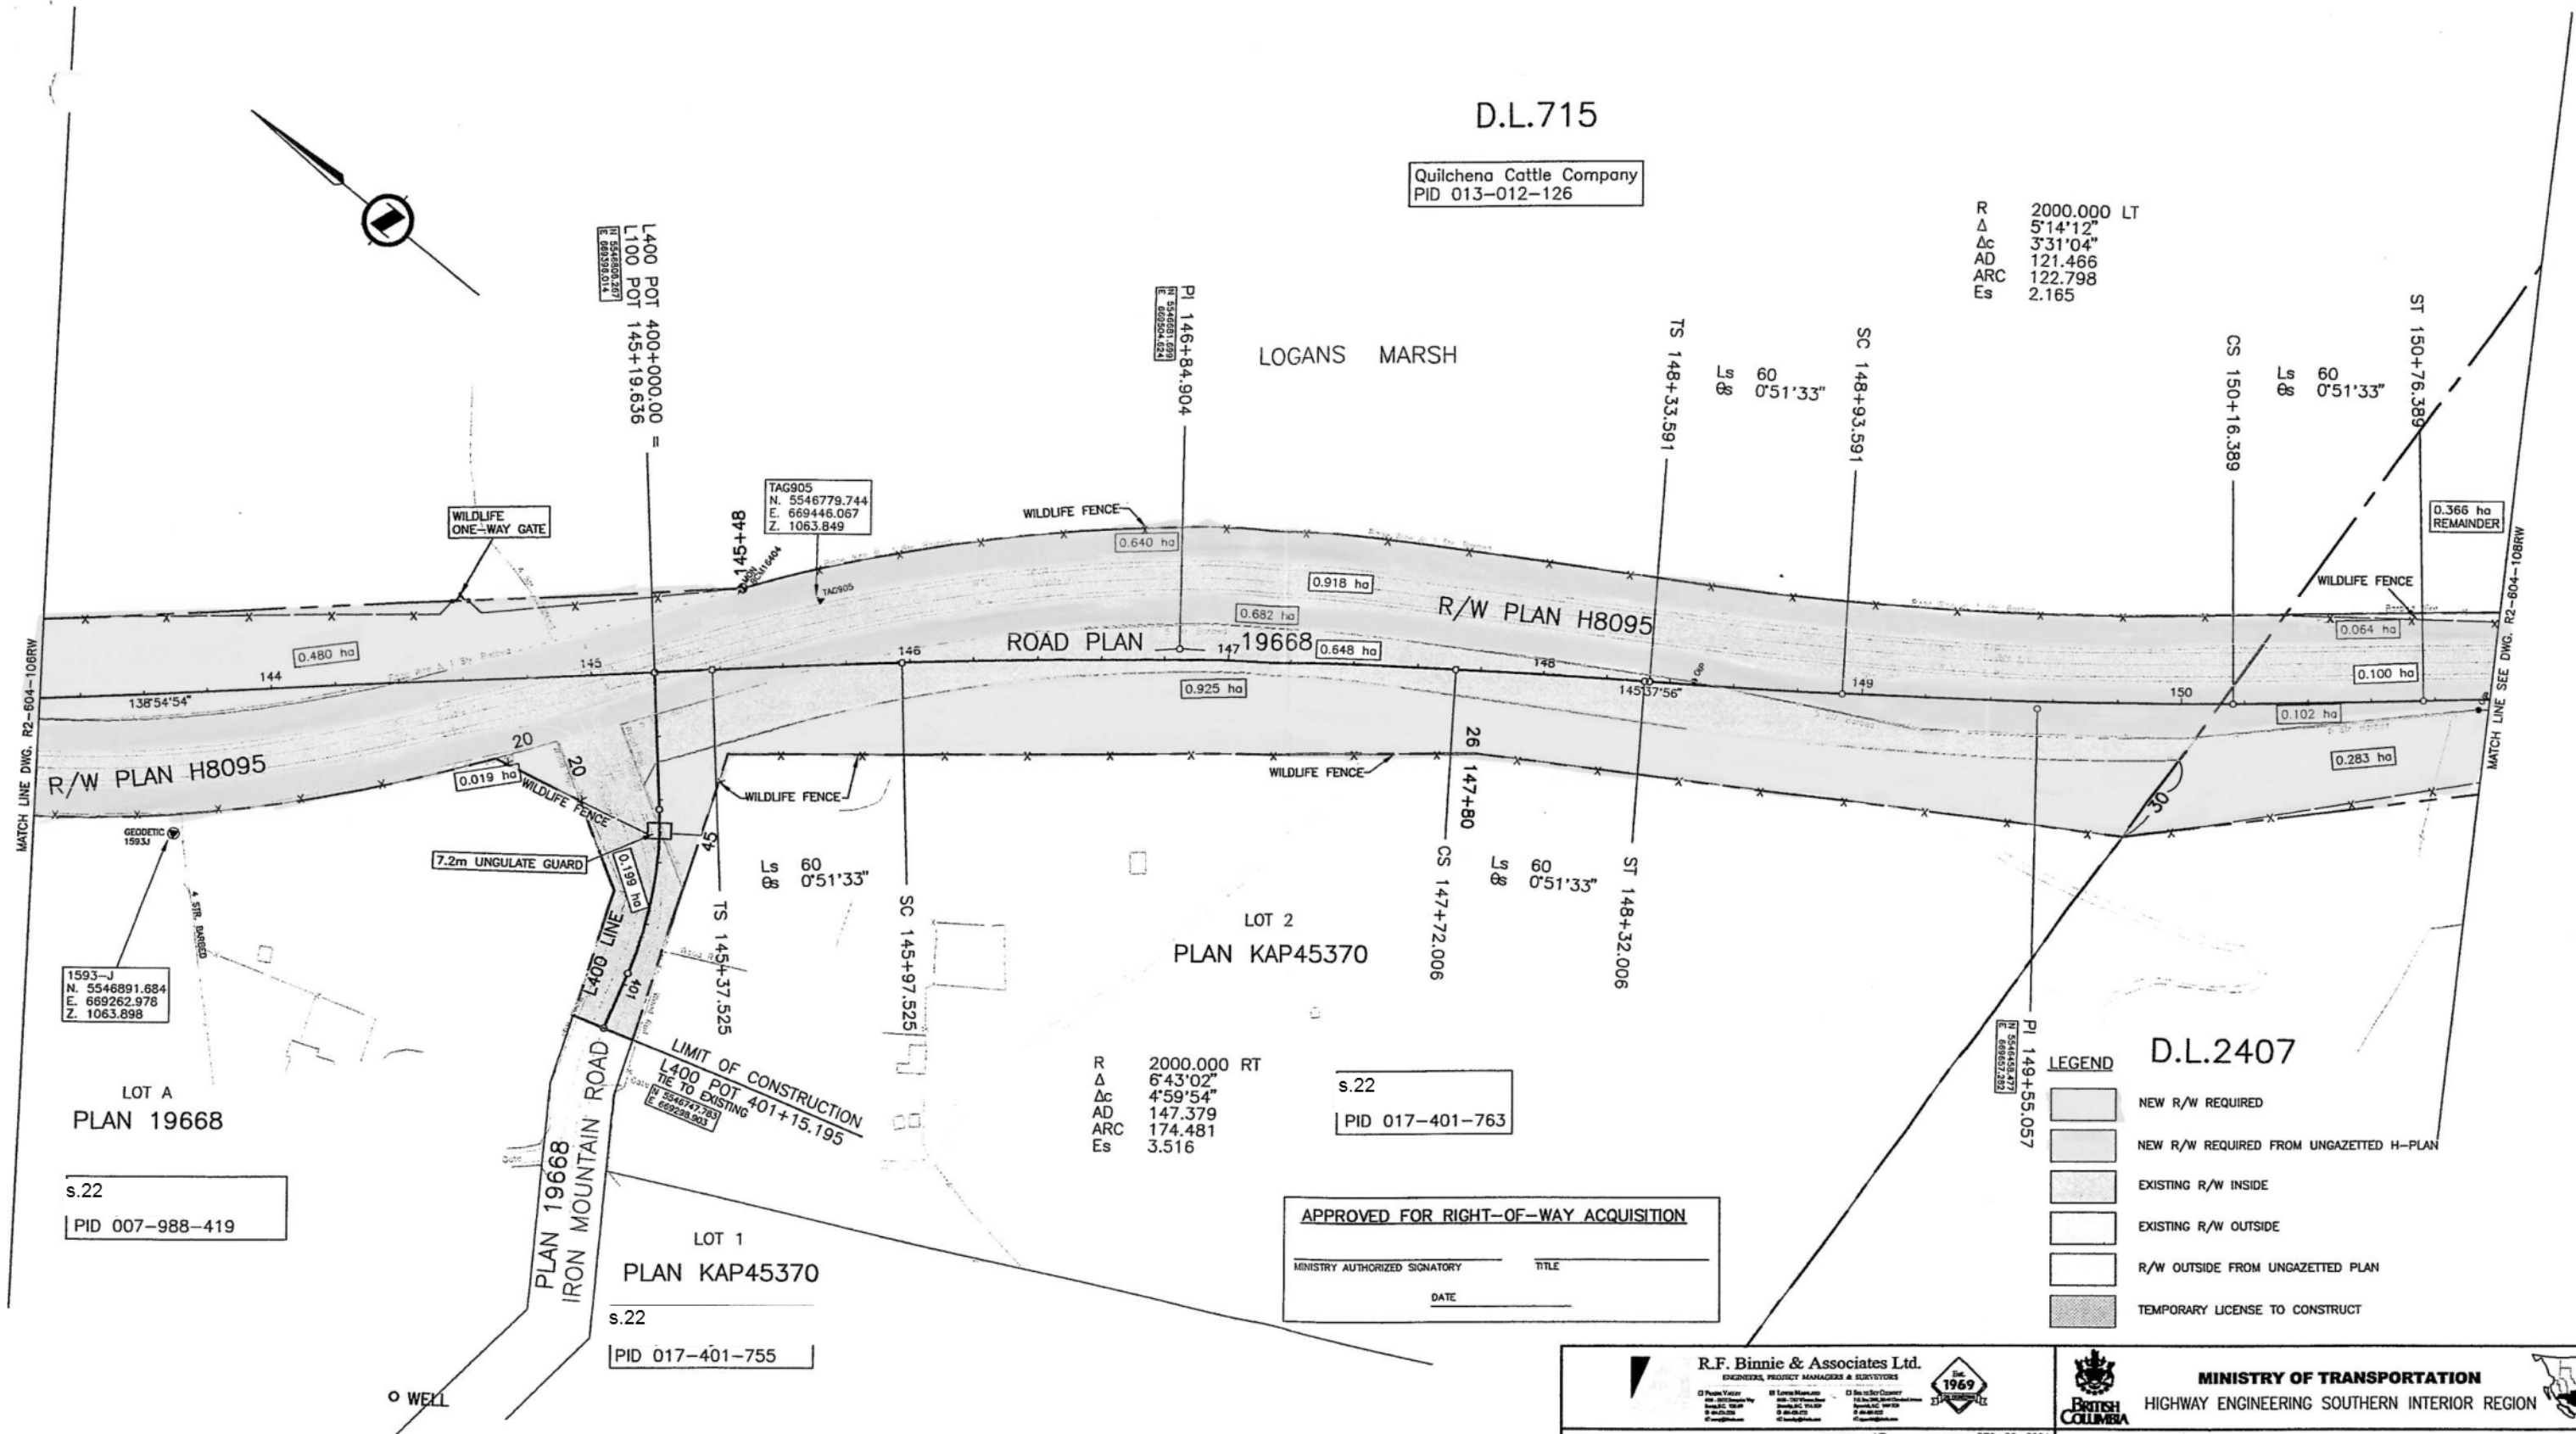 D.L.715
Quilchena Cattle Company
PID 013-012-126
R 2000.000 LT
Δ 5°14'12"
Δc 3°31'04"
AD 121.466
ARC 122.798
Es 2.165
L400 POT 400+000.00 =
L100 POT 145+19.636
PI 146+84.904
LOGANS MARSH
TS 148+33.591
Ls 60
θs 0°51'33"
SC 148+93.591
CS 150+16.389
Ls 60
θs 0°51'33"
ST 150+76.389
0.366 ha
REMAINDER
WILDLIFE
ONE-WAY GATE
145+48
TAG905
N. 5546779.744
E. 669446.067
Z. 1063.849
TAG905
WILDLIFE FENCE
0.640 ha
0.918 ha
0.682 ha
R/W PLAN H8095
WILDLIFE FENCE
0.064 ha
0.480 ha
ROAD PLAN 19668
0.648 ha
0.100 ha
144
145
146
147
148
149
150
138°54'54"
145°37'56"
0.925 ha
0.102 ha
0.283 ha
MATCH LINE DWG. R2-604-106RW
MATCH LINE SEE DWG. R2-604-108RW
R/W PLAN H8095
20
20
0.019 ha
WILDLIFE FENCE
WILDLIFE FENCE
WILDLIFE FENCE
26 147+80
30
GEODETIC
1593J
7.2m UNGULATE GUARD
45
0.199 ha
Ls 60
θs 0°51'33"
TS 145+37.525
SC 145+97.525
CS 147+72.006
Ls 60
θs 0°51'33"
ST 148+32.006
LOT 2
PLAN KAP45370
4 STR. BARBED
L400 LINE
401
1593-J
N. 5546891.684
E. 669262.978
Z. 1063.898
LIMIT OF CONSTRUCTION
L400 POT 401+15.195
TIE TO EXISTING
N 5546747.783
E 669298.903
PI 149+55.057
LOT A
PLAN 19668
s.22
PID 007-988-419
R 2000.000 RT
Δ 6°43'02"
Δc 4°59'54"
AD 147.379
ARC 174.481
Es 3.516
s.22
PID 017-401-763
D.L.2407
LEGEND
NEW R/W REQUIRED
NEW R/W REQUIRED FROM UNGAZETTED H-PLAN
EXISTING R/W INSIDE
EXISTING R/W OUTSIDE
R/W OUTSIDE FROM UNGAZETTED PLAN
TEMPORARY LICENSE TO CONSTRUCT
PLAN 19668
IRON MOUNTAIN ROAD
LOT 1
PLAN KAP45370
s.22
PID 017-401-755
WELL
APPROVED FOR RIGHT-OF-WAY ACQUISITION
MINISTRY AUTHORIZED SIGNATORY TITLE
DATE
R.F. Binnie & Associates Ltd.
ENGINEERS, PROJECT MANAGERS & SURVEYORS
Est.
1969
BRITISH
COLUMBIA
MINISTRY OF TRANSPORTATION
HIGHWAY ENGINEERING SOUTHERN INTERIOR REGION